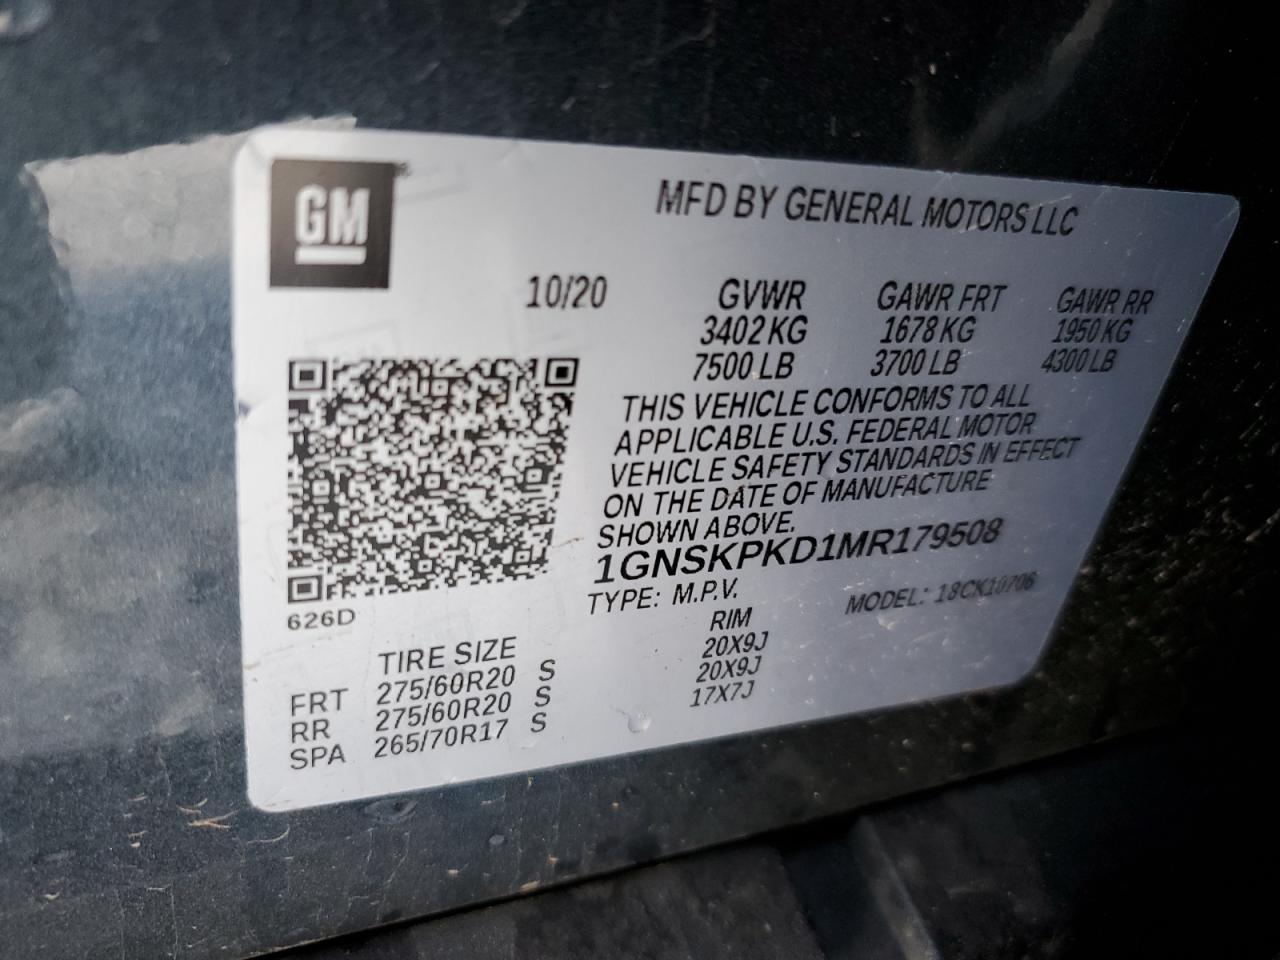 GM
MFD BY GENERAL MOTORS LLC
10/20
GVWR GAWR FRT GAWR RR
3402 KG 1678 KG 1950 KG
7500 LB 3700 LB 4300 LB
THIS VEHICLE CONFORMS TO ALL
APPLICABLE U.S. FEDERAL MOTOR
VEHICLE SAFETY STANDARDS IN EFFECT
ON THE DATE OF MANUFACTURE
SHOWN ABOVE.
1GNSKPKD1MR179508
TYPE: M.P.V. MODEL: 18CK10706
626D
TIRE SIZE RIM
FRT 275/60R20 S 20X9J
RR 275/60R20 S 20X9J
SPA 265/70R17 S 17X7J